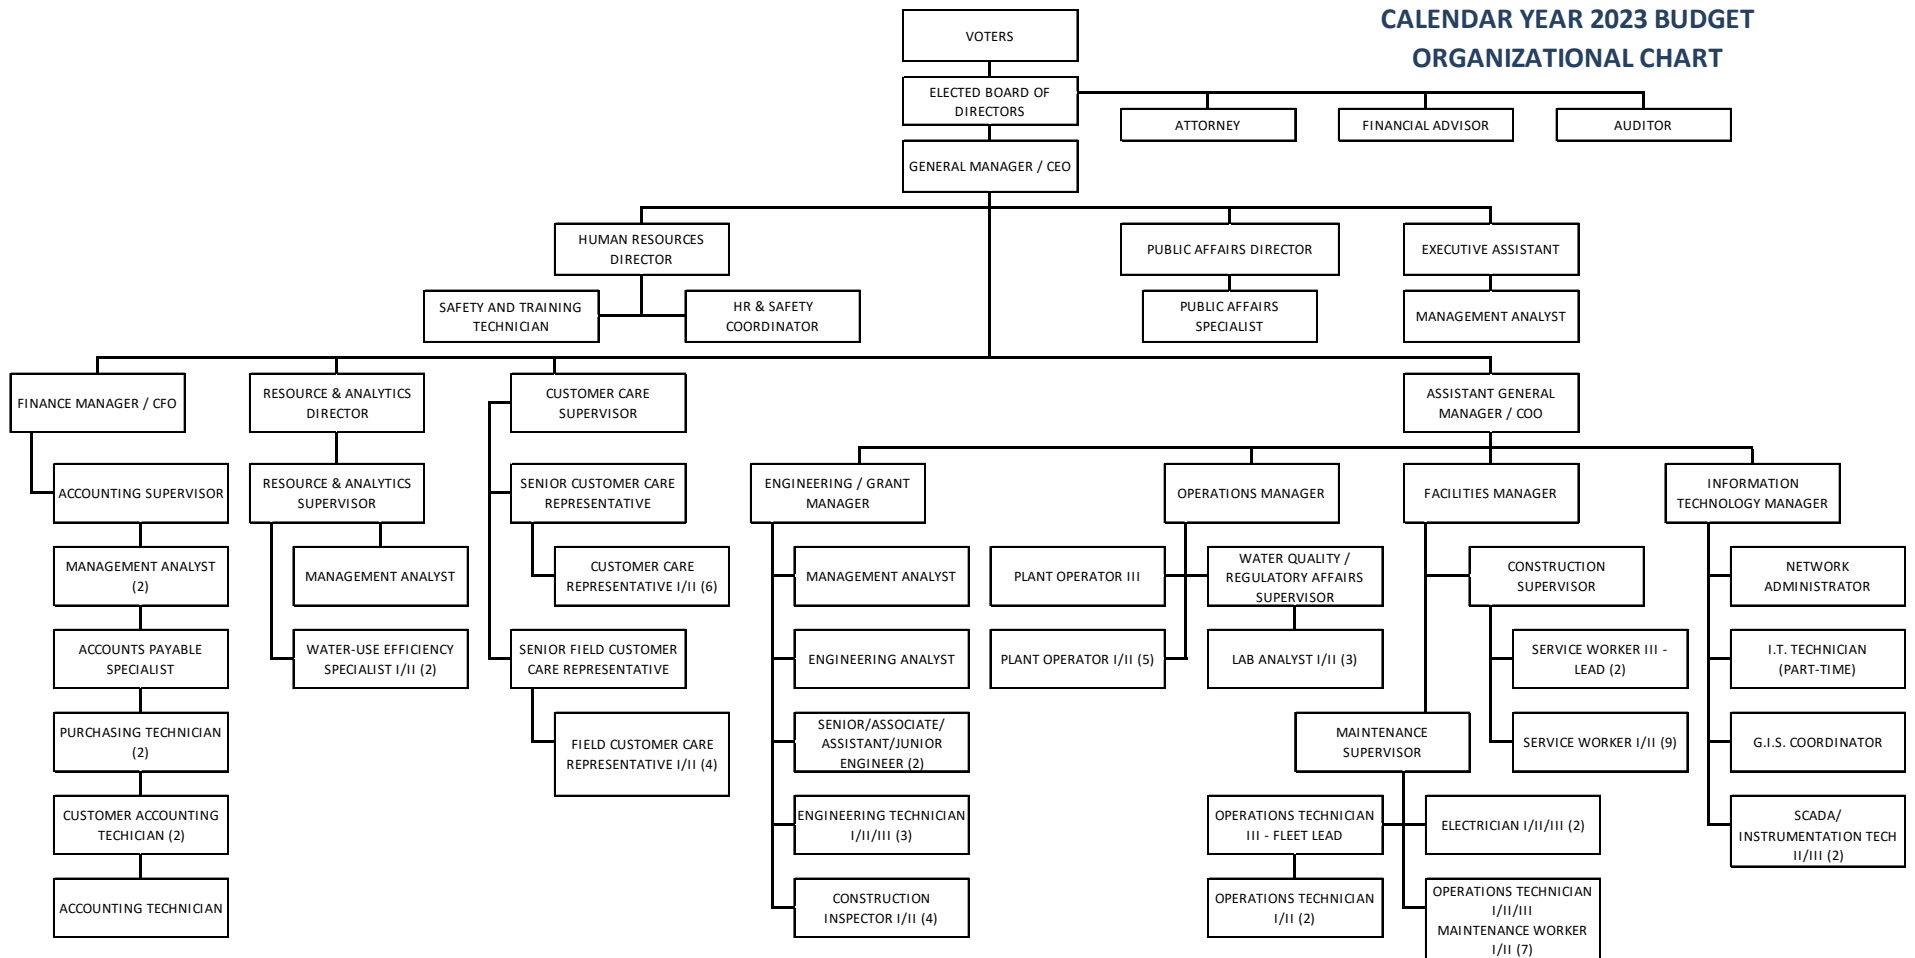 CALENDAR YEAR 2023 BUDGET
ORGANIZATIONAL CHART
VOTERS
ELECTED BOARD OF
DIRECTORS
ATTORNEY
FINANCIAL ADVISOR
AUDITOR
GENERAL MANAGER / CEO
HUMAN RESOURCES
DIRECTOR
PUBLIC AFFAIRS DIRECTOR
EXECUTIVE ASSISTANT
SAFETY AND TRAINING
TECHNICIAN
HR & SAFETY
COORDINATOR
PUBLIC AFFAIRS
SPECIALIST
MANAGEMENT ANALYST
FINANCE MANAGER / CFO
RESOURCE & ANALYTICS
DIRECTOR
CUSTOMER CARE
SUPERVISOR
ASSISTANT GENERAL
MANAGER / COO
ACCOUNTING SUPERVISOR
RESOURCE & ANALYTICS
SUPERVISOR
SENIOR CUSTOMER CARE
REPRESENTATIVE
ENGINEERING / GRANT
MANAGER
OPERATIONS MANAGER
FACILITIES MANAGER
INFORMATION
TECHNOLOGY MANAGER
MANAGEMENT ANALYST
(2)
MANAGEMENT ANALYST
CUSTOMER CARE
REPRESENTATIVE I/II (6)
MANAGEMENT ANALYST
PLANT OPERATOR III
WATER QUALITY /
REGULATORY AFFAIRS
SUPERVISOR
CONSTRUCTION
SUPERVISOR
NETWORK
ADMINISTRATOR
ACCOUNTS PAYABLE
SPECIALIST
WATER-USE EFFICIENCY
SPECIALIST I/II (2)
SENIOR FIELD CUSTOMER
CARE REPRESENTATIVE
ENGINEERING ANALYST
PLANT OPERATOR I/II (5)
LAB ANALYST I/II (3)
SERVICE WORKER III -
LEAD (2)
I.T. TECHNICIAN
(PART-TIME)
PURCHASING TECHNICIAN
(2)
FIELD CUSTOMER CARE
REPRESENTATIVE I/II (4)
SENIOR/ASSOCIATE/
ASSISTANT/JUNIOR
ENGINEER (2)
MAINTENANCE
SUPERVISOR
SERVICE WORKER I/II (9)
G.I.S. COORDINATOR
CUSTOMER ACCOUNTING
TECHICIAN (2)
ENGINEERING TECHNICIAN
I/II/III (3)
OPERATIONS TECHNICIAN
III - FLEET LEAD
ELECTRICIAN I/II/III (2)
SCADA/
INSTRUMENTATION TECH
II/III (2)
ACCOUNTING TECHNICIAN
CONSTRUCTION
INSPECTOR I/II (4)
OPERATIONS TECHNICIAN
I/II (2)
OPERATIONS TECHNICIAN
I/II/III
MAINTENANCE WORKER
I/II (7)